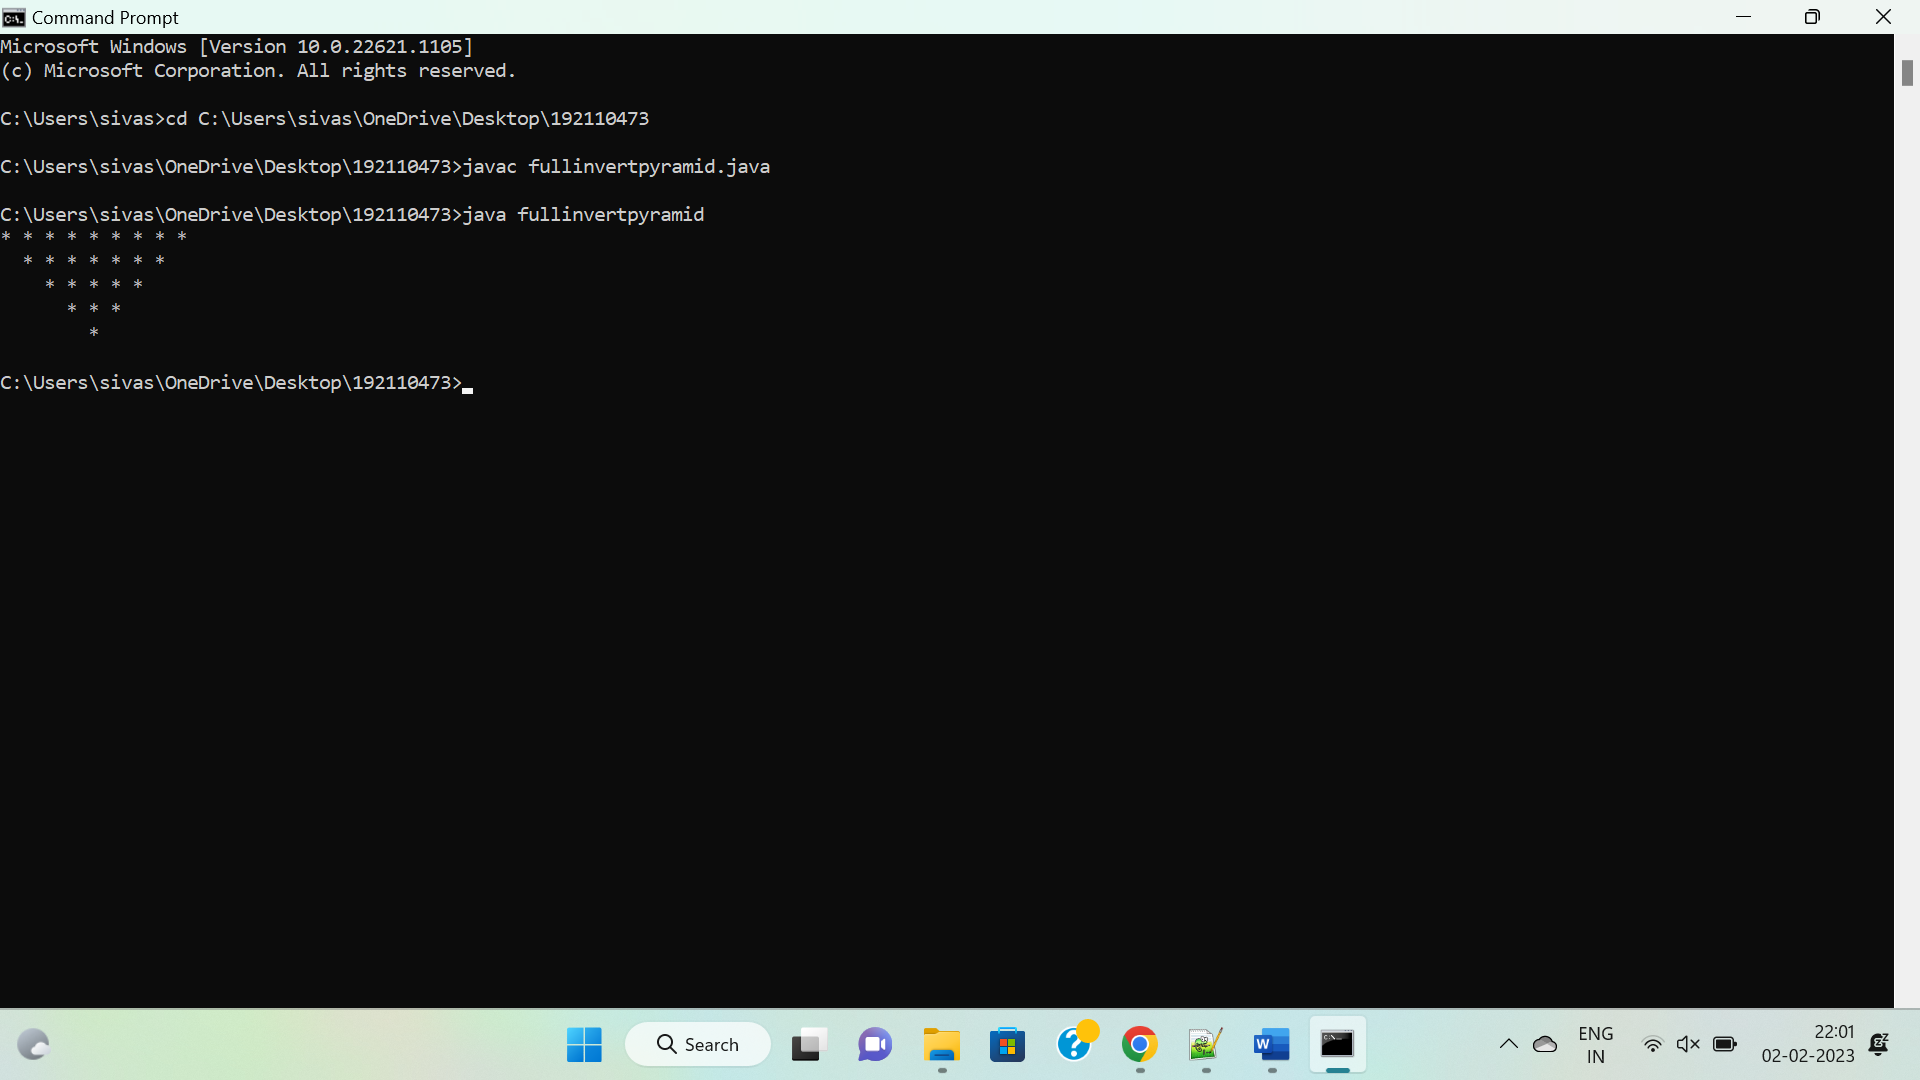 Command Prompt
Microsoft Windows [Version 10.0.22621.1105]
(c) Microsoft Corporation. All rights reserved.
C:\Users\sivas>cd C:\Users\sivas\OneDrive\Desktop\192110473
C:\Users\sivas\OneDrive\Desktop\192110473>javac fullinvertpyramid.java
C:\Users\sivas\OneDrive\Desktop\192110473>java fullinvertpyramid
* * * * * * * * *
  * * * * * * *
    * * * * *
      * * *
        *
C:\Users\sivas\OneDrive\Desktop\192110473>
Search
ENG
IN
22:01
02-02-2023